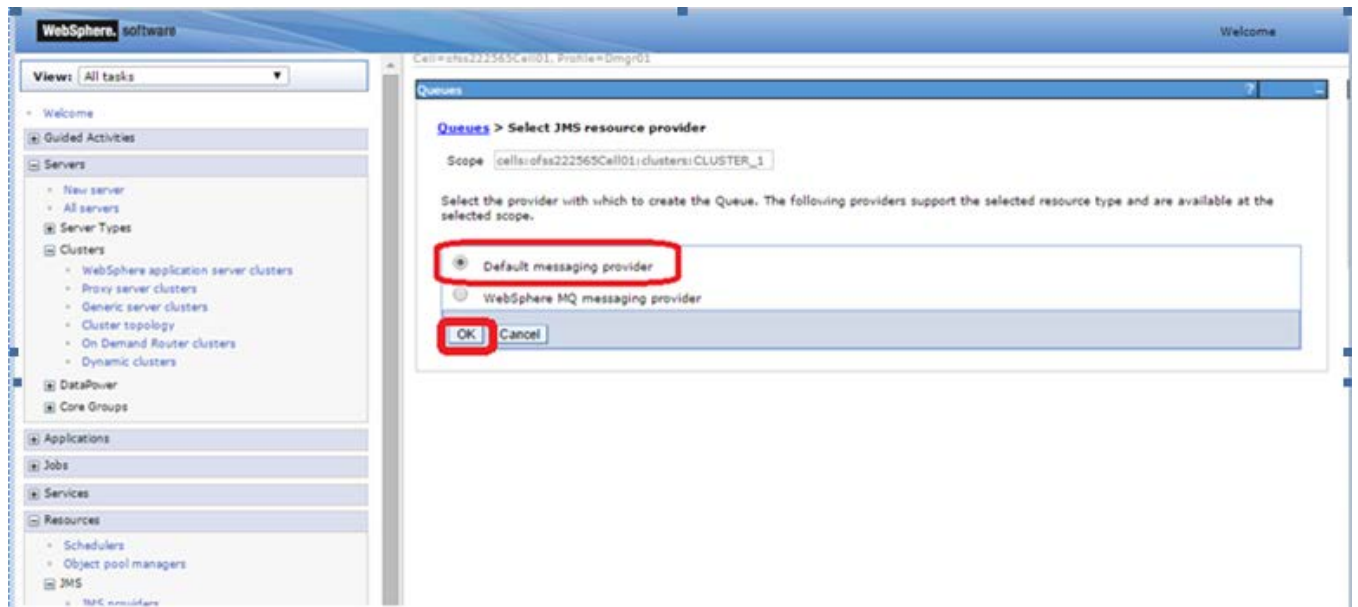 WebSphere. software
Welcome
View: All tasks
Welcome
Guided Activities
Servers
New server
All servers
Server Types
Clusters
WebSphere application server clusters
Proxy server clusters
Generic server clusters
Cluster topology
On Demand Router clusters
Dynamic clusters
DataPower
Core Groups
Applications
Jobs
Services
Resources
Schedulers
Object pool managers
JMS
JMS providers
Cell=ofss222565Cell01, Profile=Dmgr01
Queues
?
Queues > Select JMS resource provider
Scope cells:ofss222565Cell01:clusters:CLUSTER_1
Select the provider with which to create the Queue. The following providers support the selected resource type and are available at the
selected scope.
Default messaging provider
WebSphere MQ messaging provider
OK Cancel